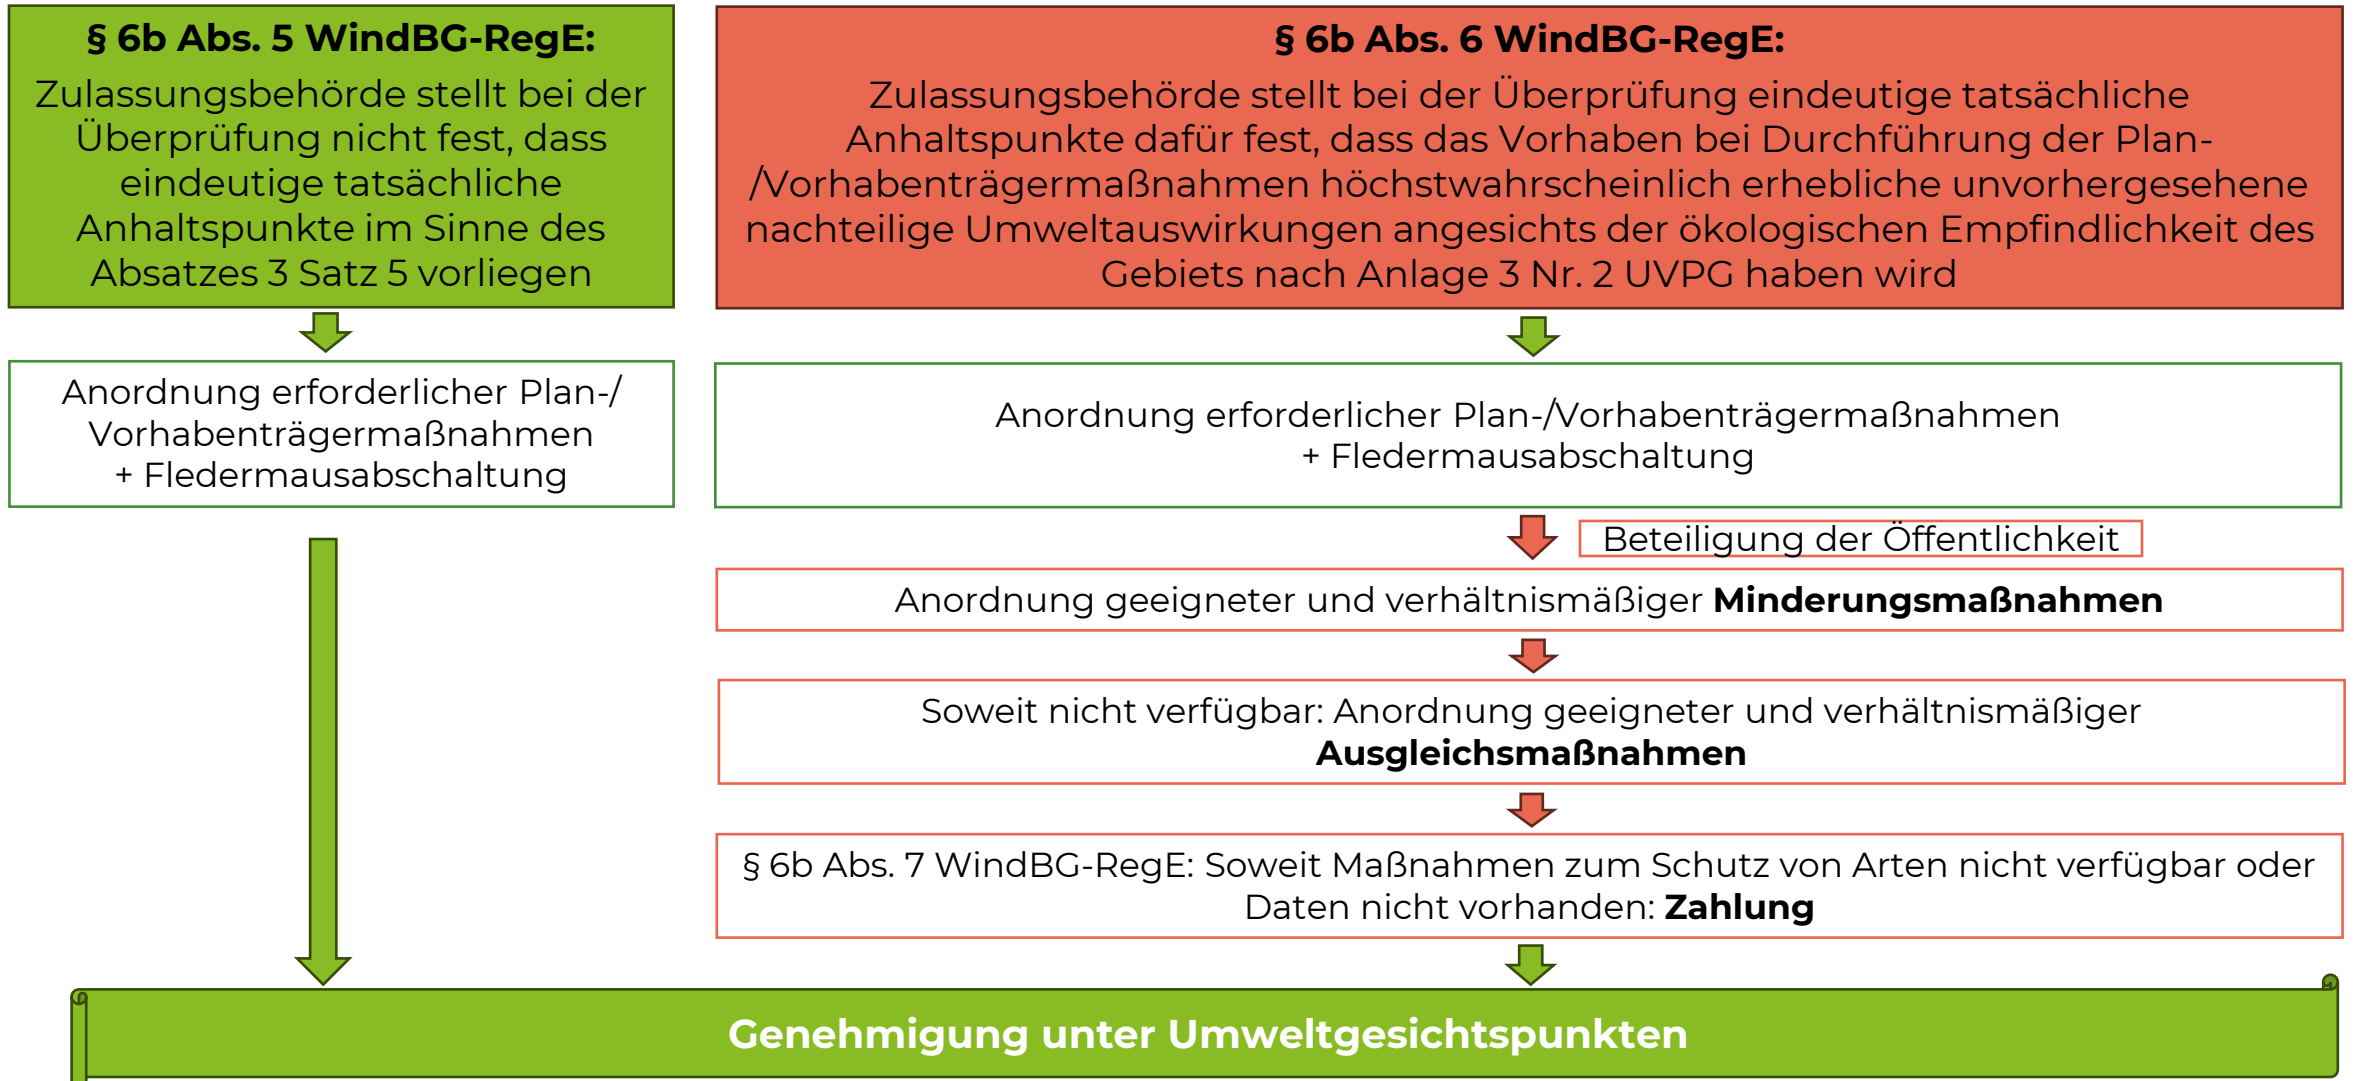 § 6b Abs. 5 WindBG-RegE:
Zulassungsbehörde stellt bei der
Überprüfung nicht fest, dass
eindeutige tatsächliche
Anhaltspunkte im Sinne des
Absatzes 3 Satz 5 vorliegen
Anordnung erforderlicher Plan-/
Vorhabenträgermaßnahmen
+ Fledermausabschaltung
§ 6b Abs. 6 WindBG-RegE:
Zulassungsbehörde stellt bei der Überprüfung eindeutige tatsächliche
Anhaltspunkte dafür fest, dass das Vorhaben bei Durchführung der Plan-
/Vorhabenträgermaßnahmen höchstwahrscheinlich erhebliche unvorhergesehene
nachteilige Umweltauswirkungen angesichts der ökologischen Empfindlichkeit des
Gebiets nach Anlage 3 Nr. 2 UVPG haben wird
Anordnung erforderlicher Plan-/Vorhabenträgermaßnahmen
+ Fledermausabschaltung
Beteiligung der Öffentlichkeit
Anordnung geeigneter und verhältnismäßiger Minderungsmaßnahmen
Soweit nicht verfügbar: Anordnung geeigneter und verhältnismäßiger
Ausgleichsmaßnahmen
§ 6b Abs. 7 WindBG-RegE: Soweit Maßnahmen zum Schutz von Arten nicht verfügbar oder
Daten nicht vorhanden: Zahlung
Genehmigung unter Umweltgesichtspunkten